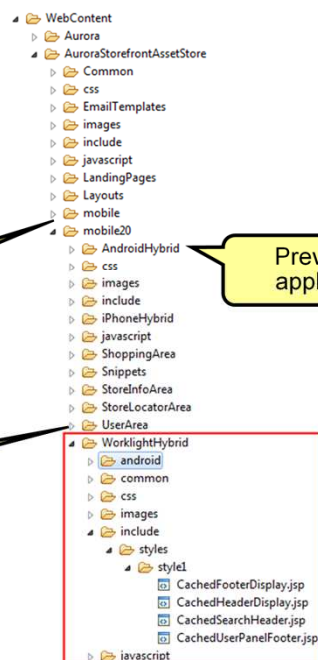 WebContent
Aurora
AuroraStorefrontAssetStore
Common
css
EmailTemplates
images
include
javascript
LandingPages
Layouts
mobile
mobile20
AndroidHybrid
Prev
appl
css
images
include
iPhoneHybrid
javascript
ShoppingArea
Snippets
StoreInfoArea
StoreLocatorArea
UserArea
WorklightHybrid
android
common
css
images
include
styles
style1
CachedFooterDisplay.jsp
CachedHeaderDisplay.jsp
CachedSearchHeader.jsp
CachedUserPanelFooter.jsp
javascript